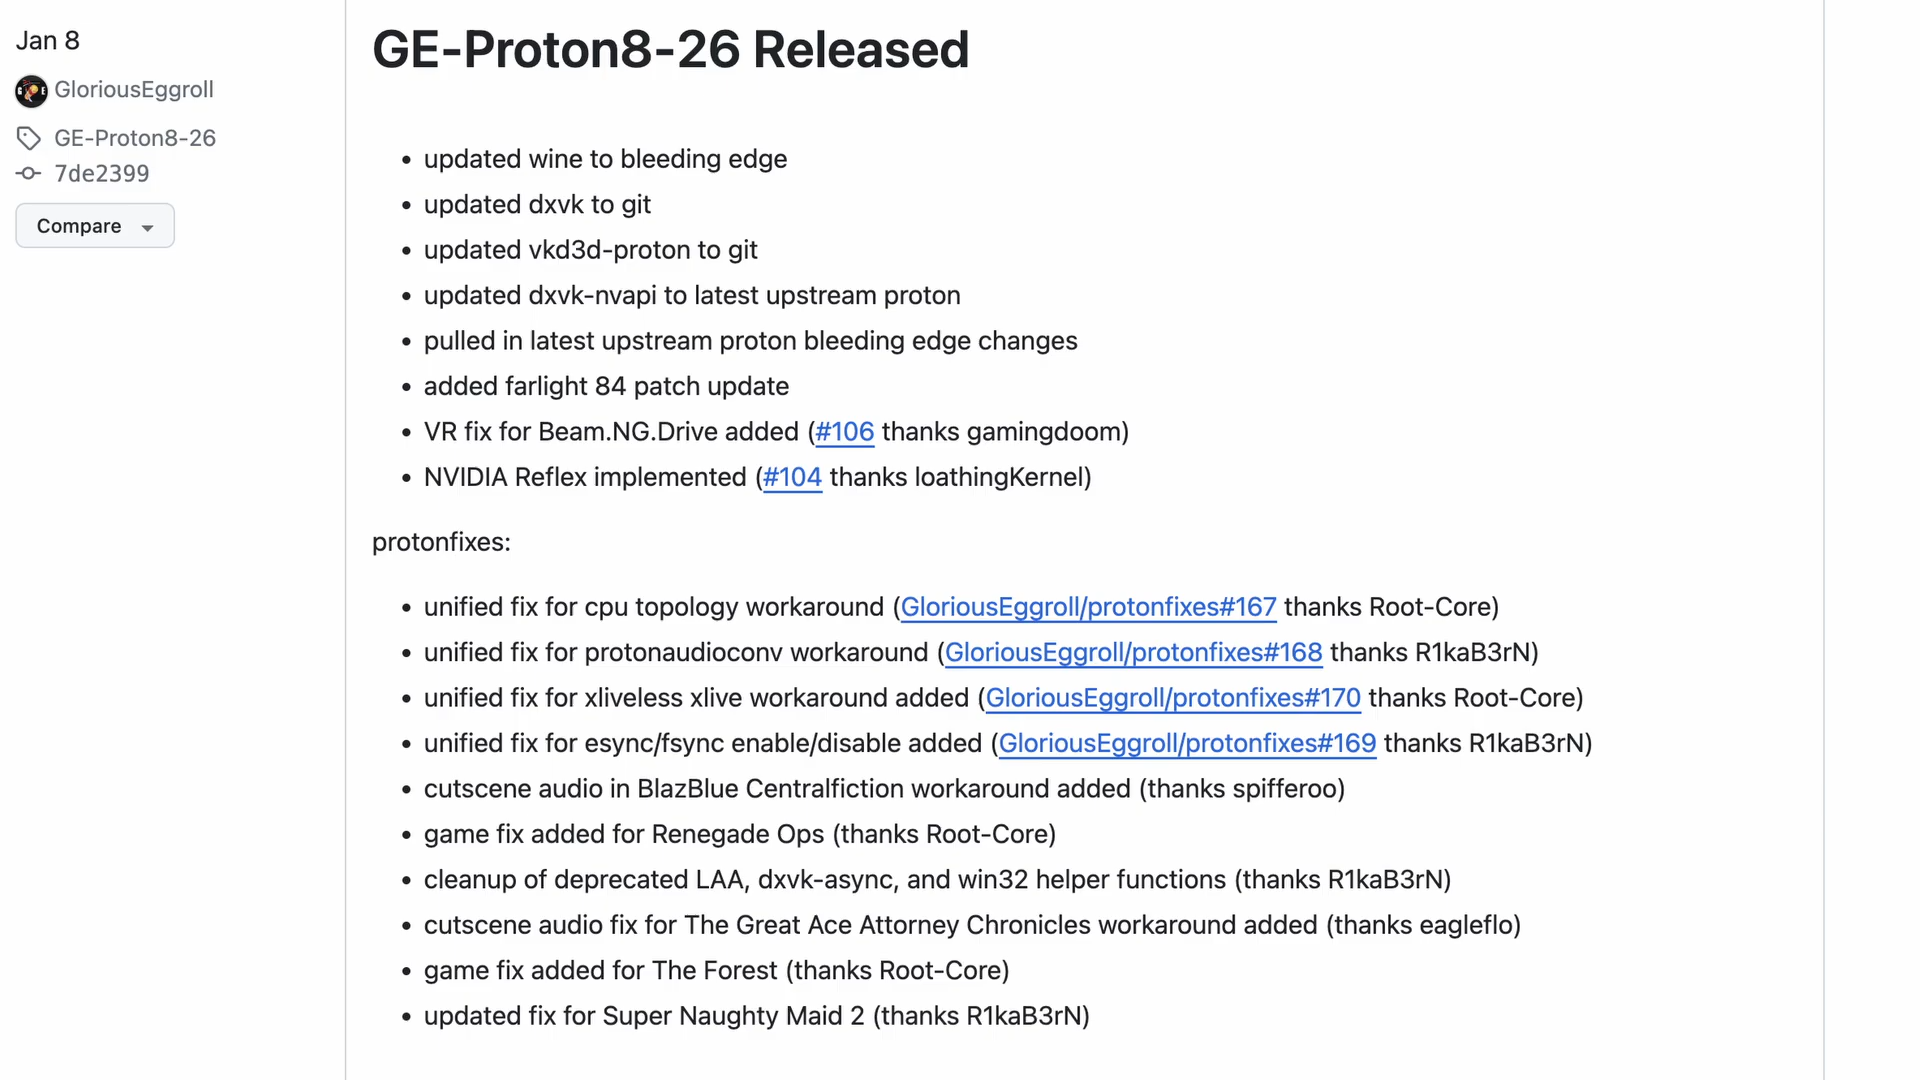 Jan 8
GloriousEggroll
GE-Proton8-26
7de2399
Compare
GE-Proton8-26 Released
• updated wine to bleeding edge
• updated dxvk to git
• updated vkd3d-proton to git
• updated dxvk-nvapi to latest upstream proton
• pulled in latest upstream proton bleeding edge changes
• added farlight 84 patch update
• VR fix for Beam.NG.Drive added (#106 thanks gamingdoom)
• NVIDIA Reflex implemented (#104 thanks loathingKernel)
protonfixes:
• unified fix for cpu topology workaround (GloriousEggroll/protonfixes#167 thanks Root-Core)
• unified fix for protonaudioconv workaround (GloriousEggroll/protonfixes#168 thanks R1kaB3rN)
• unified fix for xliveless xlive workaround added (GloriousEggroll/protonfixes#170 thanks Root-Core)
• unified fix for esync/fsync enable/disable added (GloriousEggroll/protonfixes#169 thanks R1kaB3rN)
• cutscene audio in BlazBlue Centralfiction workaround added (thanks spifferoo)
• game fix added for Renegade Ops (thanks Root-Core)
• cleanup of deprecated LAA, dxvk-async, and win32 helper functions (thanks R1kaB3rN)
• cutscene audio fix for The Great Ace Attorney Chronicles workaround added (thanks eagleflo)
• game fix added for The Forest (thanks Root-Core)
• updated fix for Super Naughty Maid 2 (thanks R1kaB3rN)